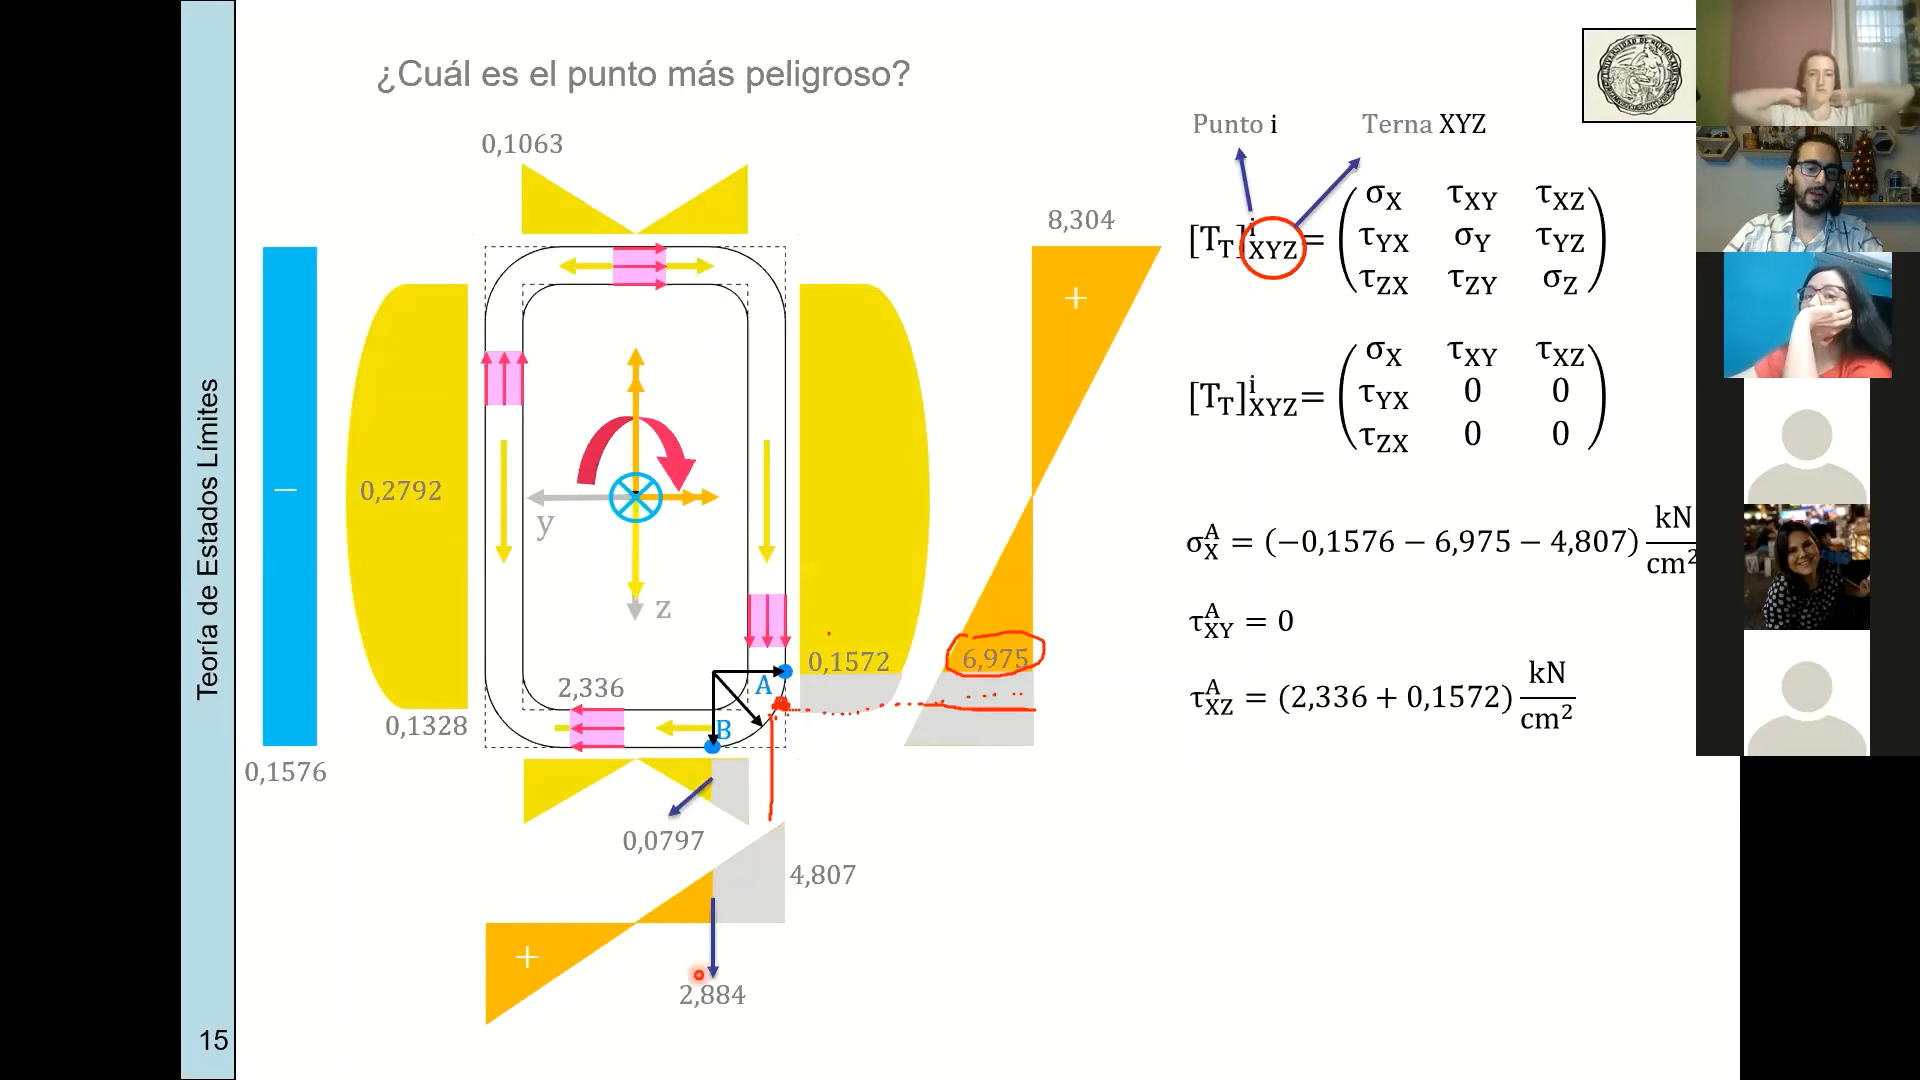 ¿Cuál es el punto más peligroso?
Teoría de Estados Límites
15
0,1063
8,304
+
0,2792
0,1328
0,1576
–
y
z
2,336
A
B
0,1572
6,975
0,0797
4,807
+
2,884
Punto i
Terna XYZ
[T_T]^i_XYZ = ( σ_X τ_XY τ_XZ
τ_YX σ_Y τ_YZ
τ_ZX τ_ZY σ_Z )
[T_T]^i_XYZ = ( σ_X τ_XY τ_XZ
τ_YX 0 0
τ_ZX 0 0 )
σ^A_X = (−0,1576 − 6,975 − 4,807) kN/cm²
τ^A_XY = 0
τ^A_XZ = (2,336 + 0,1572) kN/cm²